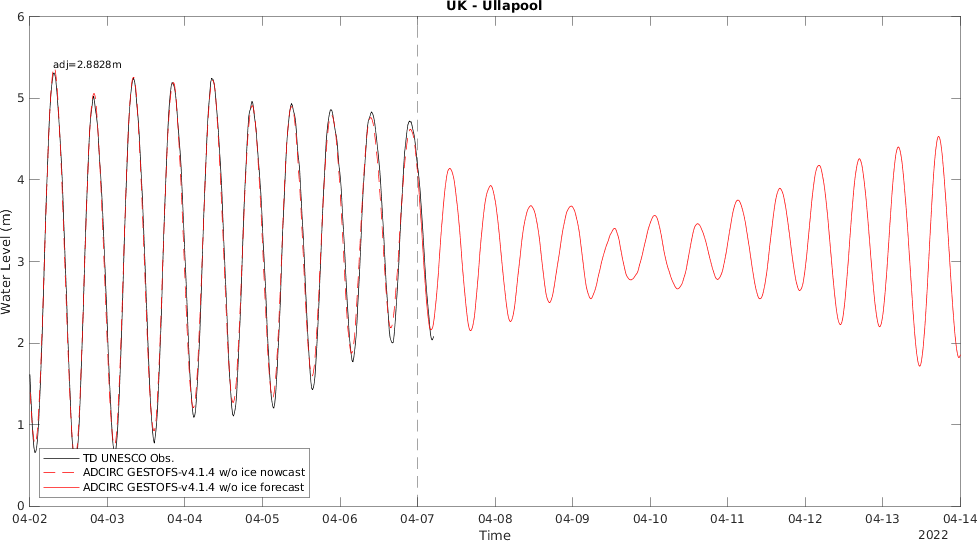 UK - Ullapool
adj=2.8828m
6
5
4
3
2
1
0
Water Level (m)
TD UNESCO Obs.
ADCIRC GESTOFS-v4.1.4 w/o ice nowcast
ADCIRC GESTOFS-v4.1.4 w/o ice forecast
04-02 04-03 04-04 04-05 04-06 04-07 04-08 04-09 04-10 04-11 04-12 04-13 04-14
Time
2022